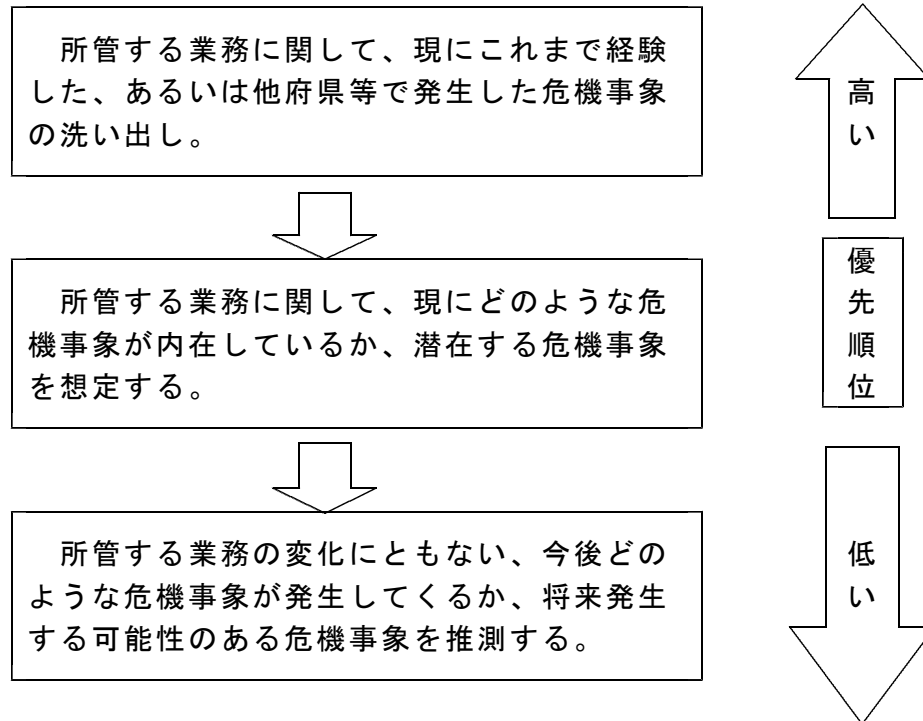 所管する業務に関して、現にこれまで経験
した、あるいは他府県等で発生した危機事象
の洗い出し。
所管する業務に関して、現にどのような危
機事象が内在しているか、潜在する危機事象
を想定する。
所管する業務の変化にともない、今後どの
ような危機事象が発生してくるか、将来発生
する可能性のある危機事象を推測する。
高い
優先順位
低い